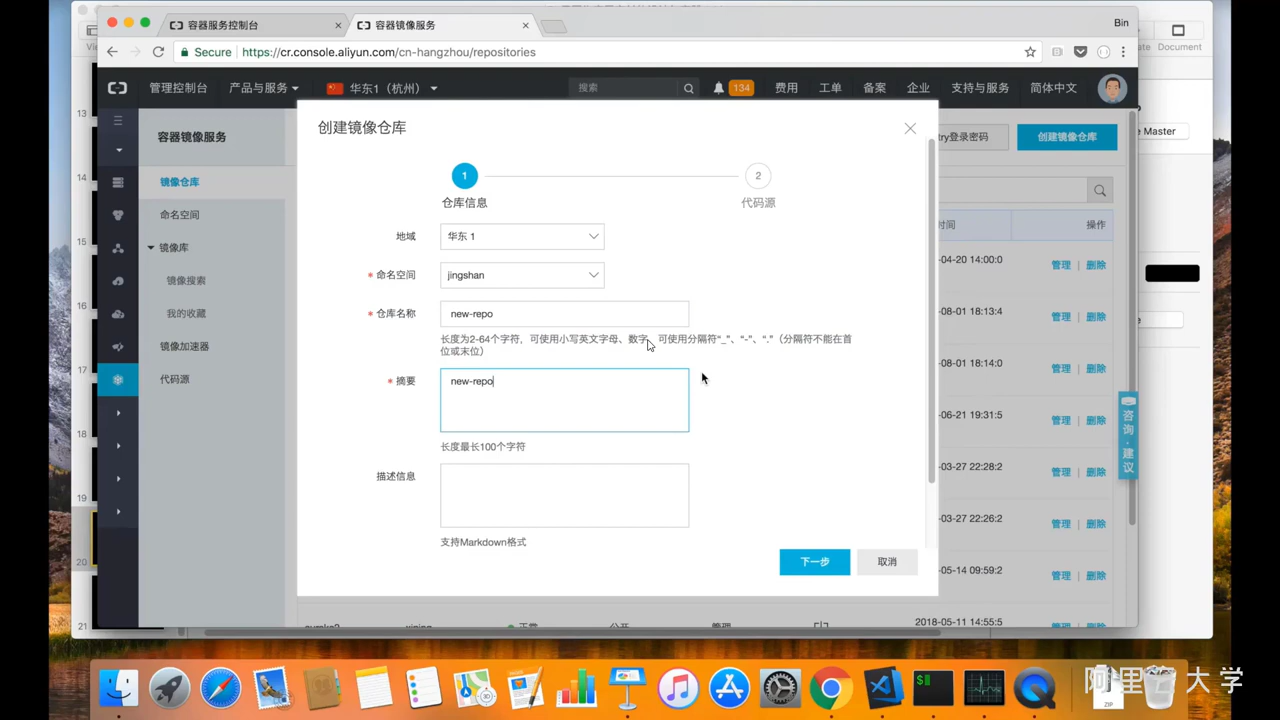 容器服务控制台
容器镜像服务
Bin
Secure
https://cr.console.aliyun.com/cn-hangzhou/repositories
Document
管理控制台
产品与服务
华东1（杭州）
搜索
134
费用
工单
备案
企业
支持与服务
简体中文
容器镜像服务
镜像仓库
命名空间
镜像库
镜像搜索
我的收藏
镜像加速器
代码源
创建镜像仓库
1
2
仓库信息
代码源
地域
华东 1
* 命名空间
jingshan
* 仓库名称
new-repo
长度为2-64个字符，可使用小写英文字母、数字，可使用分隔符“_”、“-”、“.”（分隔符不能在首
位或末位）
* 摘要
new-repo
长度最长100个字符
描述信息
支持Markdown格式
下一步
取消
try登录密码
创建镜像仓库
时间
操作
-04-20 14:00:0
管理 | 删除
-08-01 18:13:4
管理 | 删除
-08-01 18:14:0
管理 | 删除
-06-21 19:31:5
管理 | 删除
-03-27 22:28:2
管理 | 删除
-03-27 22:26:2
管理 | 删除
-05-14 09:59:2
管理 | 删除
2018-05-11 14:55:5
管理 | 删除
正常
公开
管理
咨询·建议
e Master
13
14
15
16
17
18
19
20
21
ZIP
阿里云大学